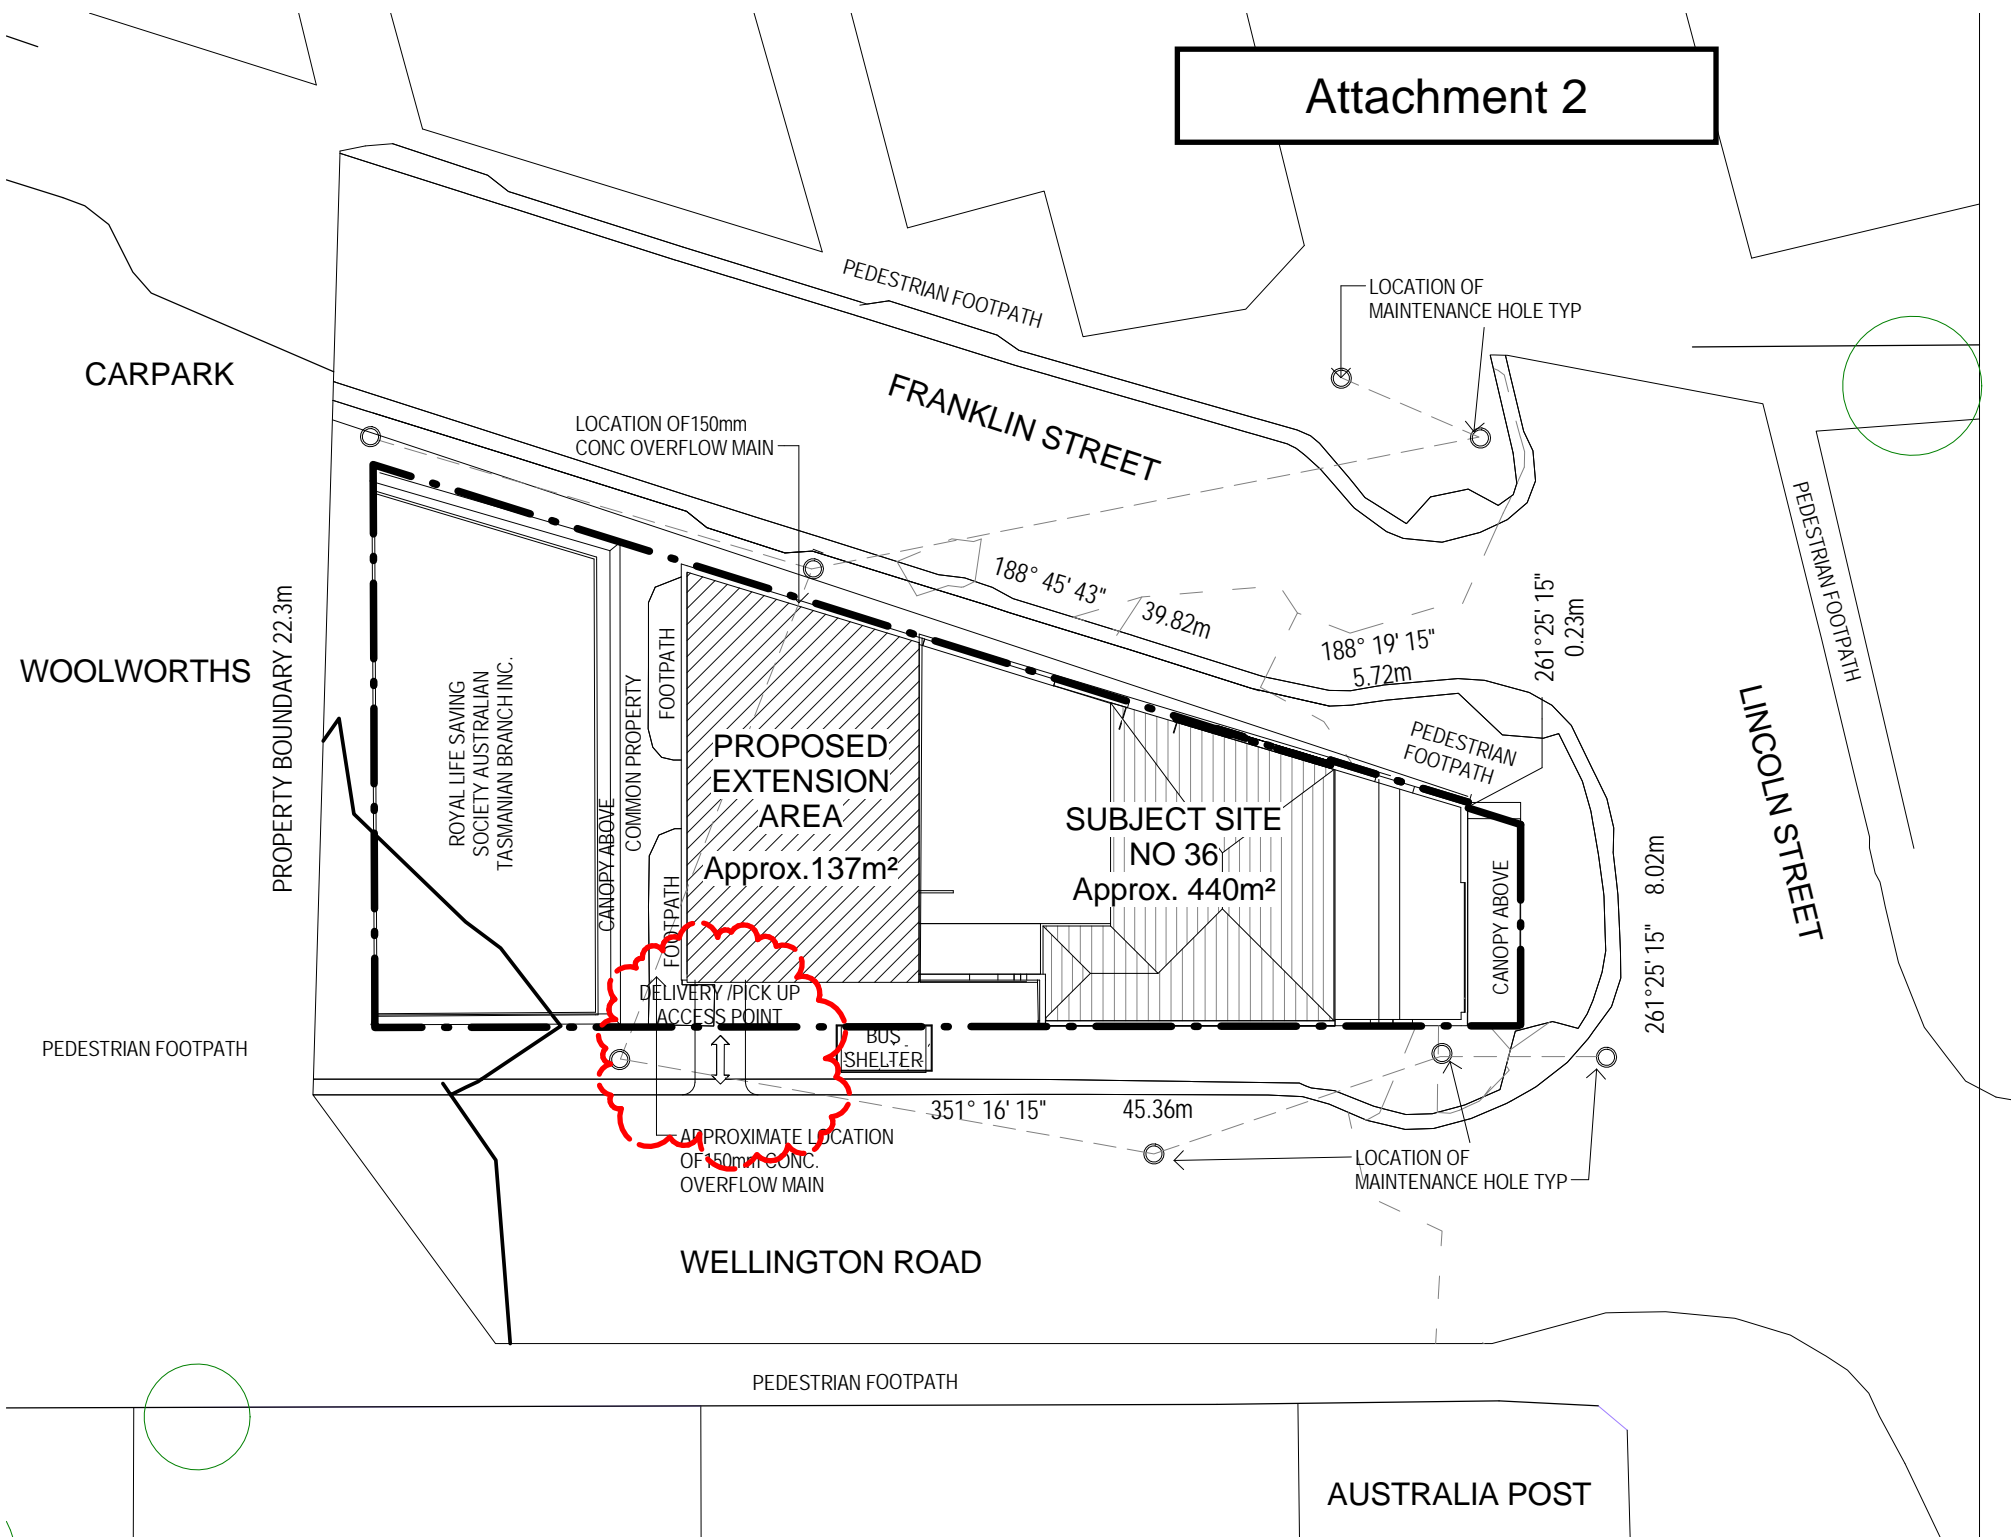 Attachment 2
PEDESTRIAN FOOTPATH
LOCATION OF
MAINTENANCE HOLE TYP
CARPARK
FRANKLIN STREET
LOCATION OF150mm
CONC OVERFLOW MAIN
PEDESTRIAN FOOTPATH
188° 45' 43"
39.82m
188° 19' 15"
5.72m
261°25' 15"
0.23m
WOOLWORTHS
PROPERTY BOUNDARY 22.3m
ROYAL LIFE SAVING
SOCIETY AUSTRALIAN
TASMANIAN BRANCH INC.
CANOPY ABOVE
COMMON PROPERTY
FOOTPATH
FOOTPATH
PROPOSED
EXTENSION
AREA
Approx.137m²
SUBJECT SITE
NO 36
Approx. 440m²
PEDESTRIAN
FOOTPATH
CANOPY ABOVE
LINCOLN STREET
261°25' 15"
8.02m
DELIVERY /PICK UP
ACCESS POINT
BUS
SHELTER
PEDESTRIAN FOOTPATH
351° 16' 15"
45.36m
APPROXIMATE LOCATION
OF150mm CONC.
OVERFLOW MAIN
LOCATION OF
MAINTENANCE HOLE TYP
WELLINGTON ROAD
PEDESTRIAN FOOTPATH
AUSTRALIA POST